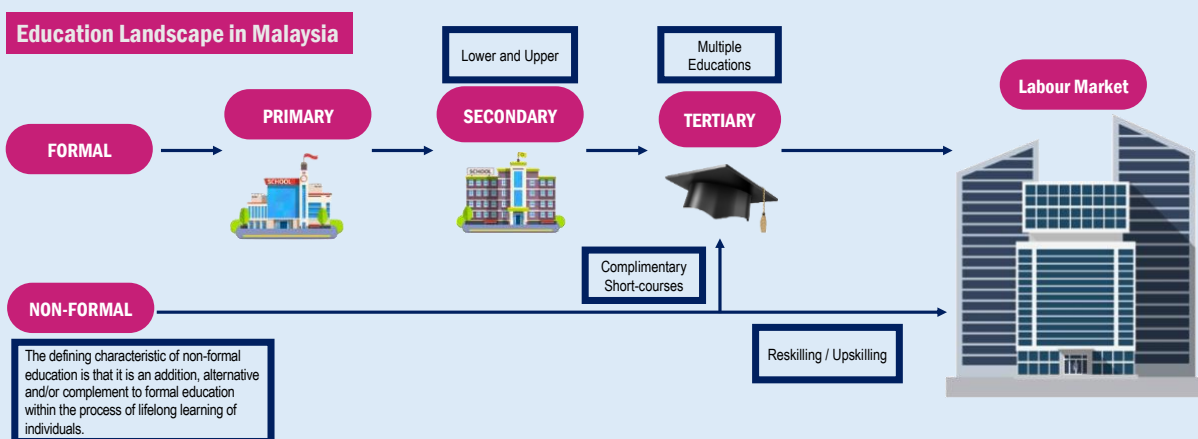 Education Landscape in Malaysia
Lower and Upper
Multiple
Educations
Labour Market
PRIMARY
SECONDARY
TERTIARY
FORMAL
SCHOOL
SCHOOL
Complimentary
Short-courses
NON-FORMAL
Reskilling / Upskilling
The defining characteristic of non-formal
education is that it is an addition, alternative
and/or complement to formal education
within the process of lifelong learning of
individuals.